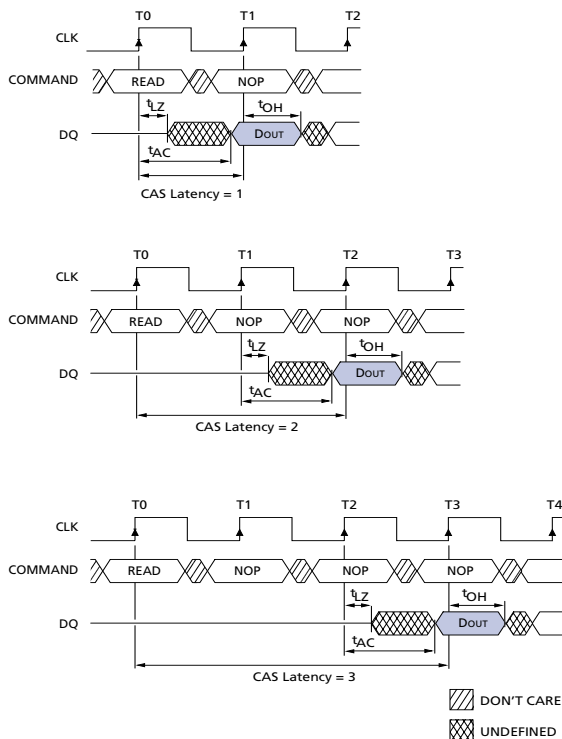 T0 T1 T2
CLK
COMMAND READ NOP
tLZ tOH
DQ DOUT
tAC
CAS Latency = 1
T0 T1 T2 T3
CLK
COMMAND READ NOP NOP
tLZ tOH
DQ DOUT
tAC
CAS Latency = 2
T0 T1 T2 T3 T4
CLK
COMMAND READ NOP NOP NOP
tLZ tOH
DQ DOUT
tAC
CAS Latency = 3
DON'T CARE
UNDEFINED